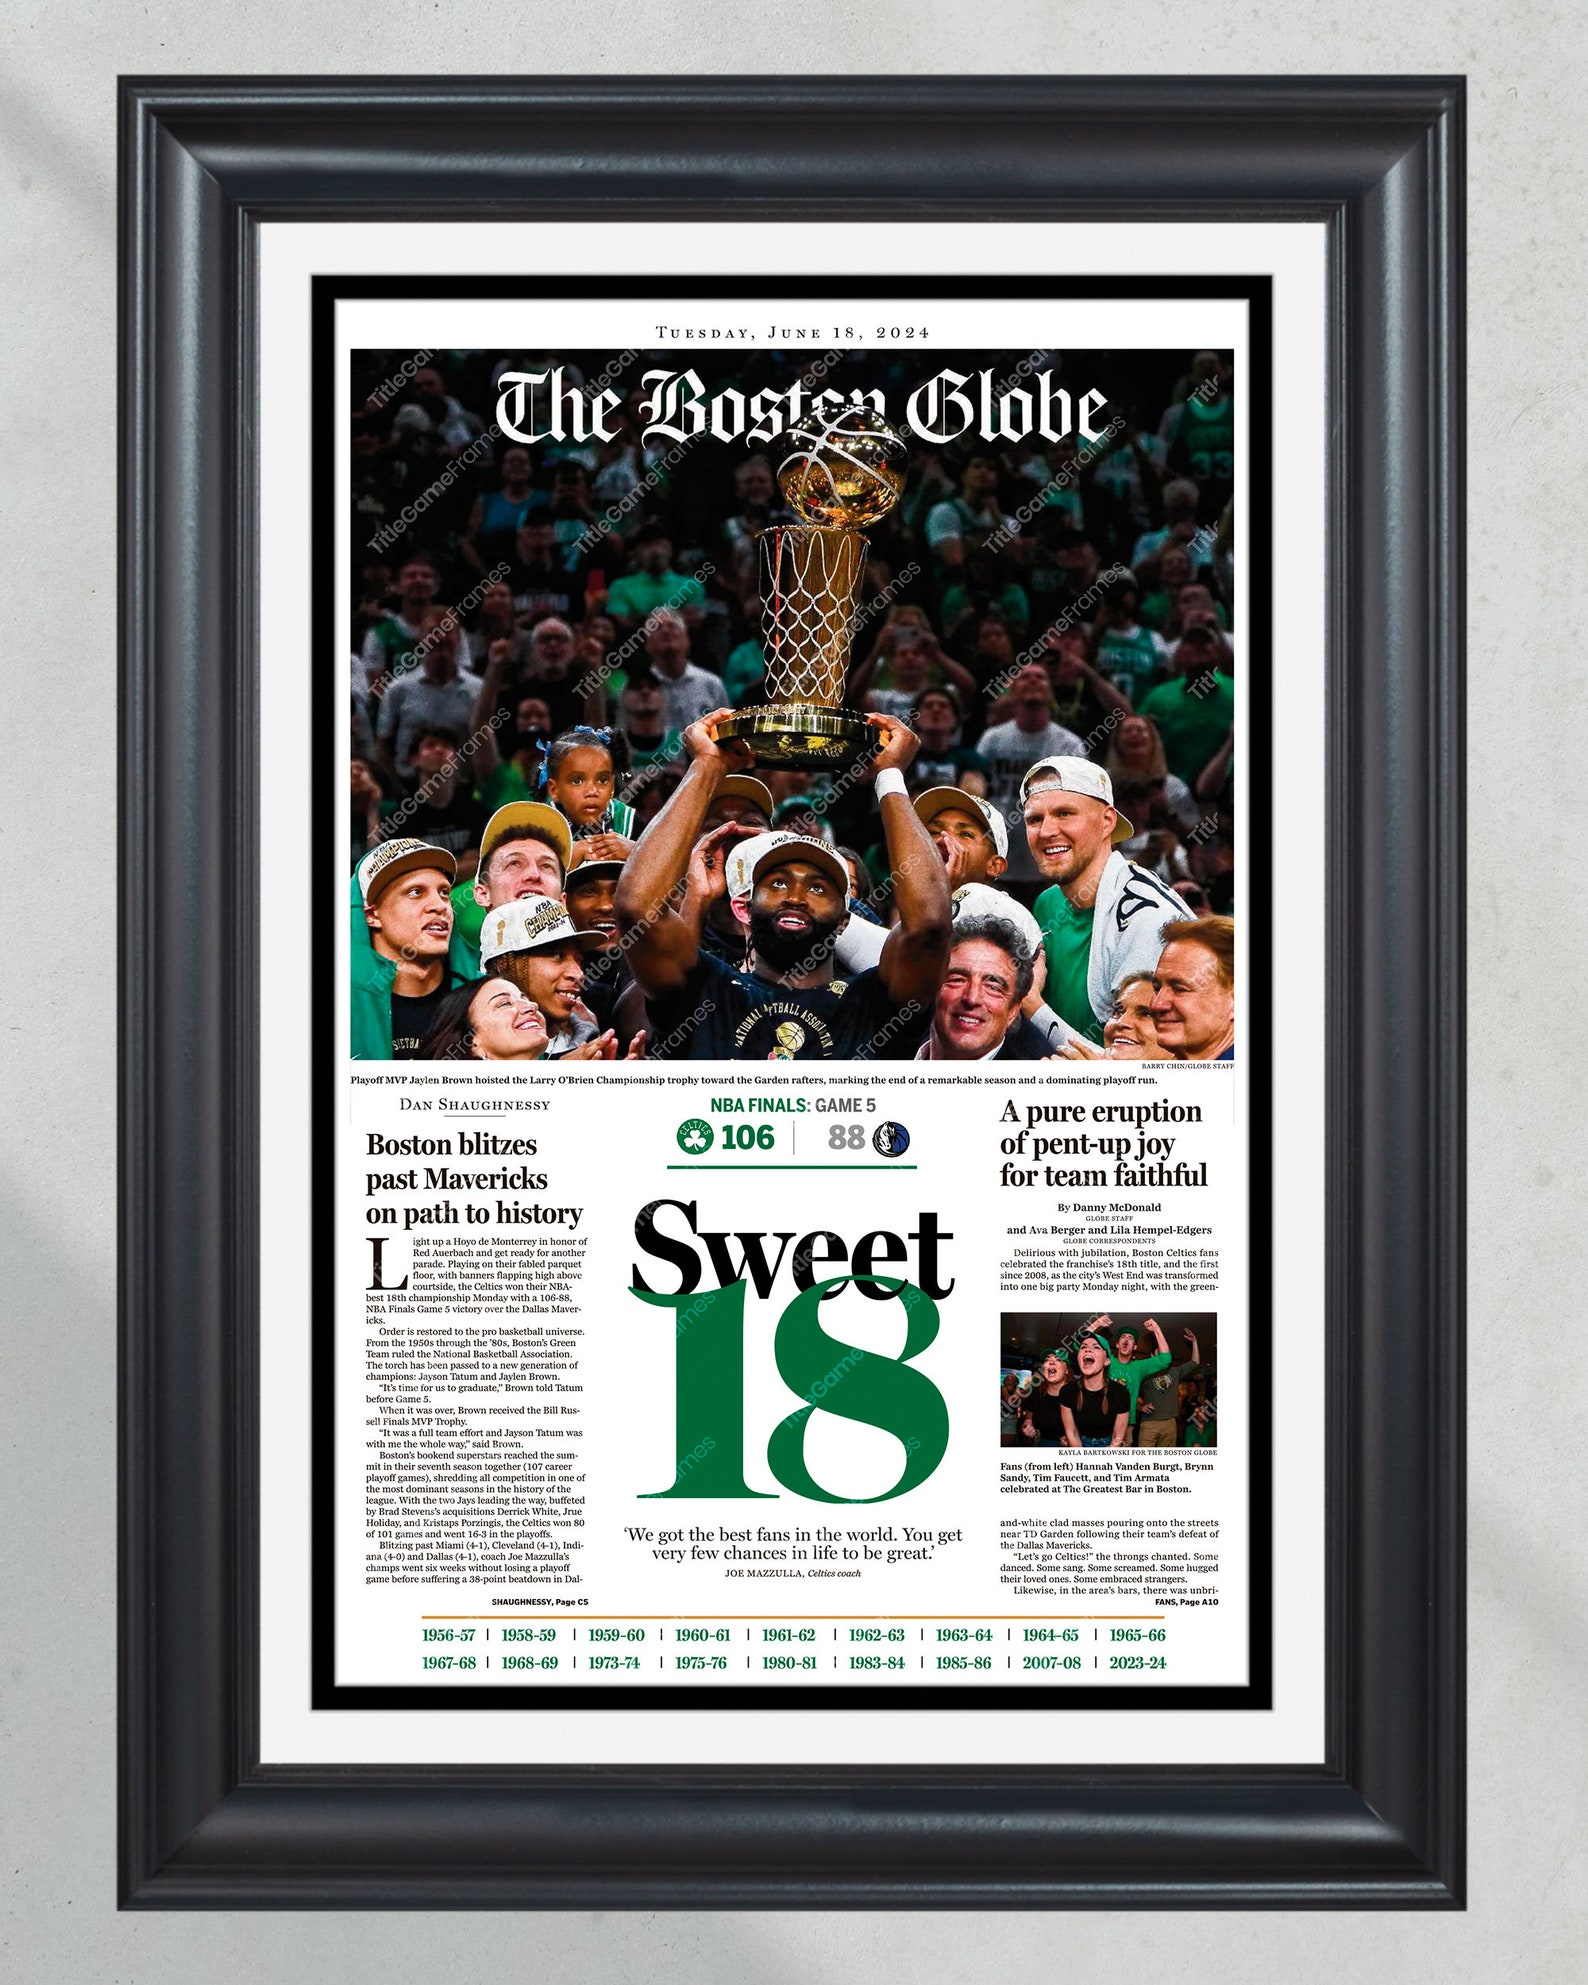 Tuesday, June 18, 2024
The Boston Globe
BARRY CHIN/GLOBE STAFF
Playoff MVP Jaylen Brown hoisted the Larry O'Brien Championship trophy toward the Garden rafters, marking the end of a remarkable season and a dominating playoff run.
Dan Shaughnessy
Boston blitzes
past Mavericks
on path to history
Light up a Hoyo de Monterrey in honor of
Red Auerbach and get ready for another
parade. Playing on their fabled parquet
floor, with banners flapping high above
courtside, the Celtics won their NBA-
best 18th championship Monday with a 106-88,
NBA Finals Game 5 victory over the Dallas Maver-
icks.
Order is restored to the pro basketball universe.
From the 1950s through the '80s, Boston's Green
Team ruled the National Basketball Association.
The torch has been passed to a new generation of
champions: Jayson Tatum and Jaylen Brown.
"It's time for us to graduate," Brown told Tatum
before Game 5.
When it was over, Brown received the Bill Rus-
sell Finals MVP Trophy.
"It was a full team effort and Jayson Tatum was
with me the whole way," said Brown.
Boston's bookend superstars reached the sum-
mit in their seventh season together (107 career
playoff games), shredding all competition in one of
the most dominant seasons in the history of the
league. With the two Jays leading the way, buffeted
by Brad Stevens's acquisitions Derrick White, Jrue
Holiday, and Kristaps Porzingis, the Celtics won 80
of 101 games and went 16-3 in the playoffs.
Blitzing past Miami (4-1), Cleveland (4-1), Indi-
ana (4-0) and Dallas (4-1), coach Joe Mazzulla's
champs went six weeks without losing a playoff
game before suffering a 38-point beatdown in Dal-
SHAUGHNESSY, Page C5
NBA FINALS: GAME 5
CELTICS 106 | 88
Sweet
18
'We got the best fans in the world. You get
very few chances in life to be great.'
JOE MAZZULLA, Celtics coach
A pure eruption
of pent-up joy
for team faithful
By Danny McDonald
GLOBE STAFF
and Ava Berger and Lila Hempel-Edgers
GLOBE CORRESPONDENTS
Delirious with jubilation, Boston Celtics fans
celebrated the franchise's 18th title, and the first
since 2008, as the city's West End was transformed
into one big party Monday night, with the green-
KAYLA BARTKOWSKI FOR THE BOSTON GLOBE
Fans (from left) Hannah Vanden Burgt, Brynn
Sandy, Tim Faucett, and Tim Armata
celebrated at The Greatest Bar in Boston.
and-white clad masses pouring onto the streets
near TD Garden following their team's defeat of
the Dallas Mavericks.
"Let's go Celtics!" the throngs chanted. Some
danced. Some sang. Some screamed. Some hugged
their loved ones. Some embraced strangers.
Likewise, in the area's bars, there was unbri-
FANS, Page A10
1956-57 | 1958-59 | 1959-60 | 1960-61 | 1961-62 | 1962-63 | 1963-64 | 1964-65 | 1965-66
1967-68 | 1968-69 | 1973-74 | 1975-76 | 1980-81 | 1983-84 | 1985-86 | 2007-08 | 2023-24
TitleGameFrames